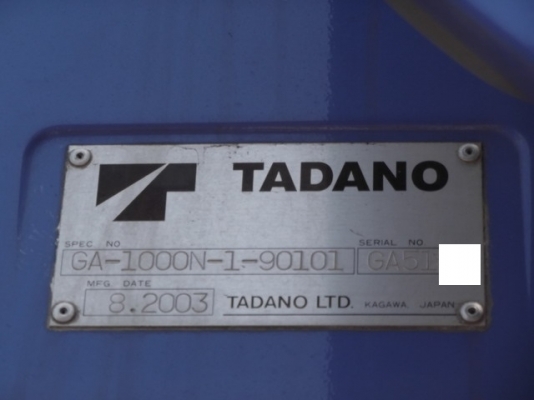 TADANO
SPEC. NO SERIAL NO
GA-1000N-1-90101 GA51
MFG. DATE
8.2003 TADANO LTD. KAGAWA JAPAN